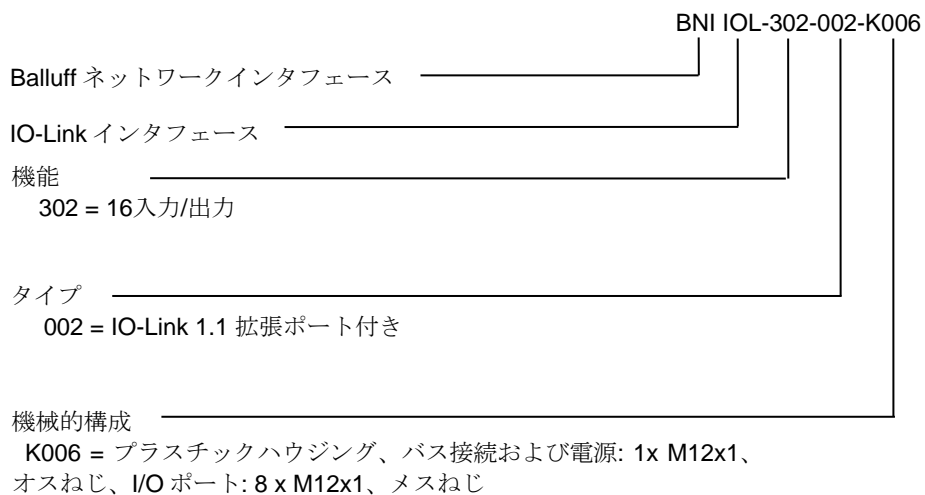 BNI IOL-302-002-K006
Balluff ネットワークインタフェース
IO-Link インタフェース
機能
302 = 16入力/出力
タイプ
002 = IO-Link 1.1 拡張ポート付き
機械的構成
K006 = プラスチックハウジング、バス接続および電源: 1x M12x1、
オスねじ、I/O ポート: 8 x M12x1、メスねじ